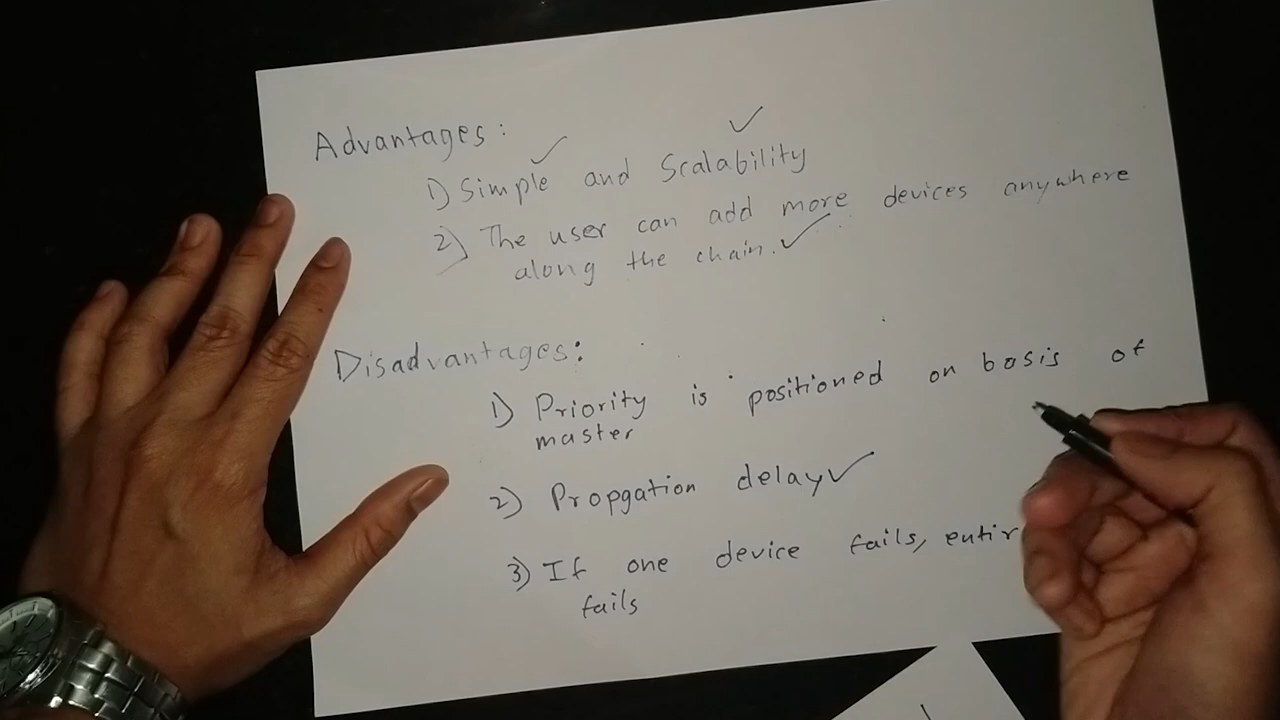 Advantages:
1) Simple and Scalability
2) The user can add more devices anywhere
along the chain.
Disadvantages:
1) Priority is positioned on basis of
master
2) Propgation delay
3) If one device fails,
fails